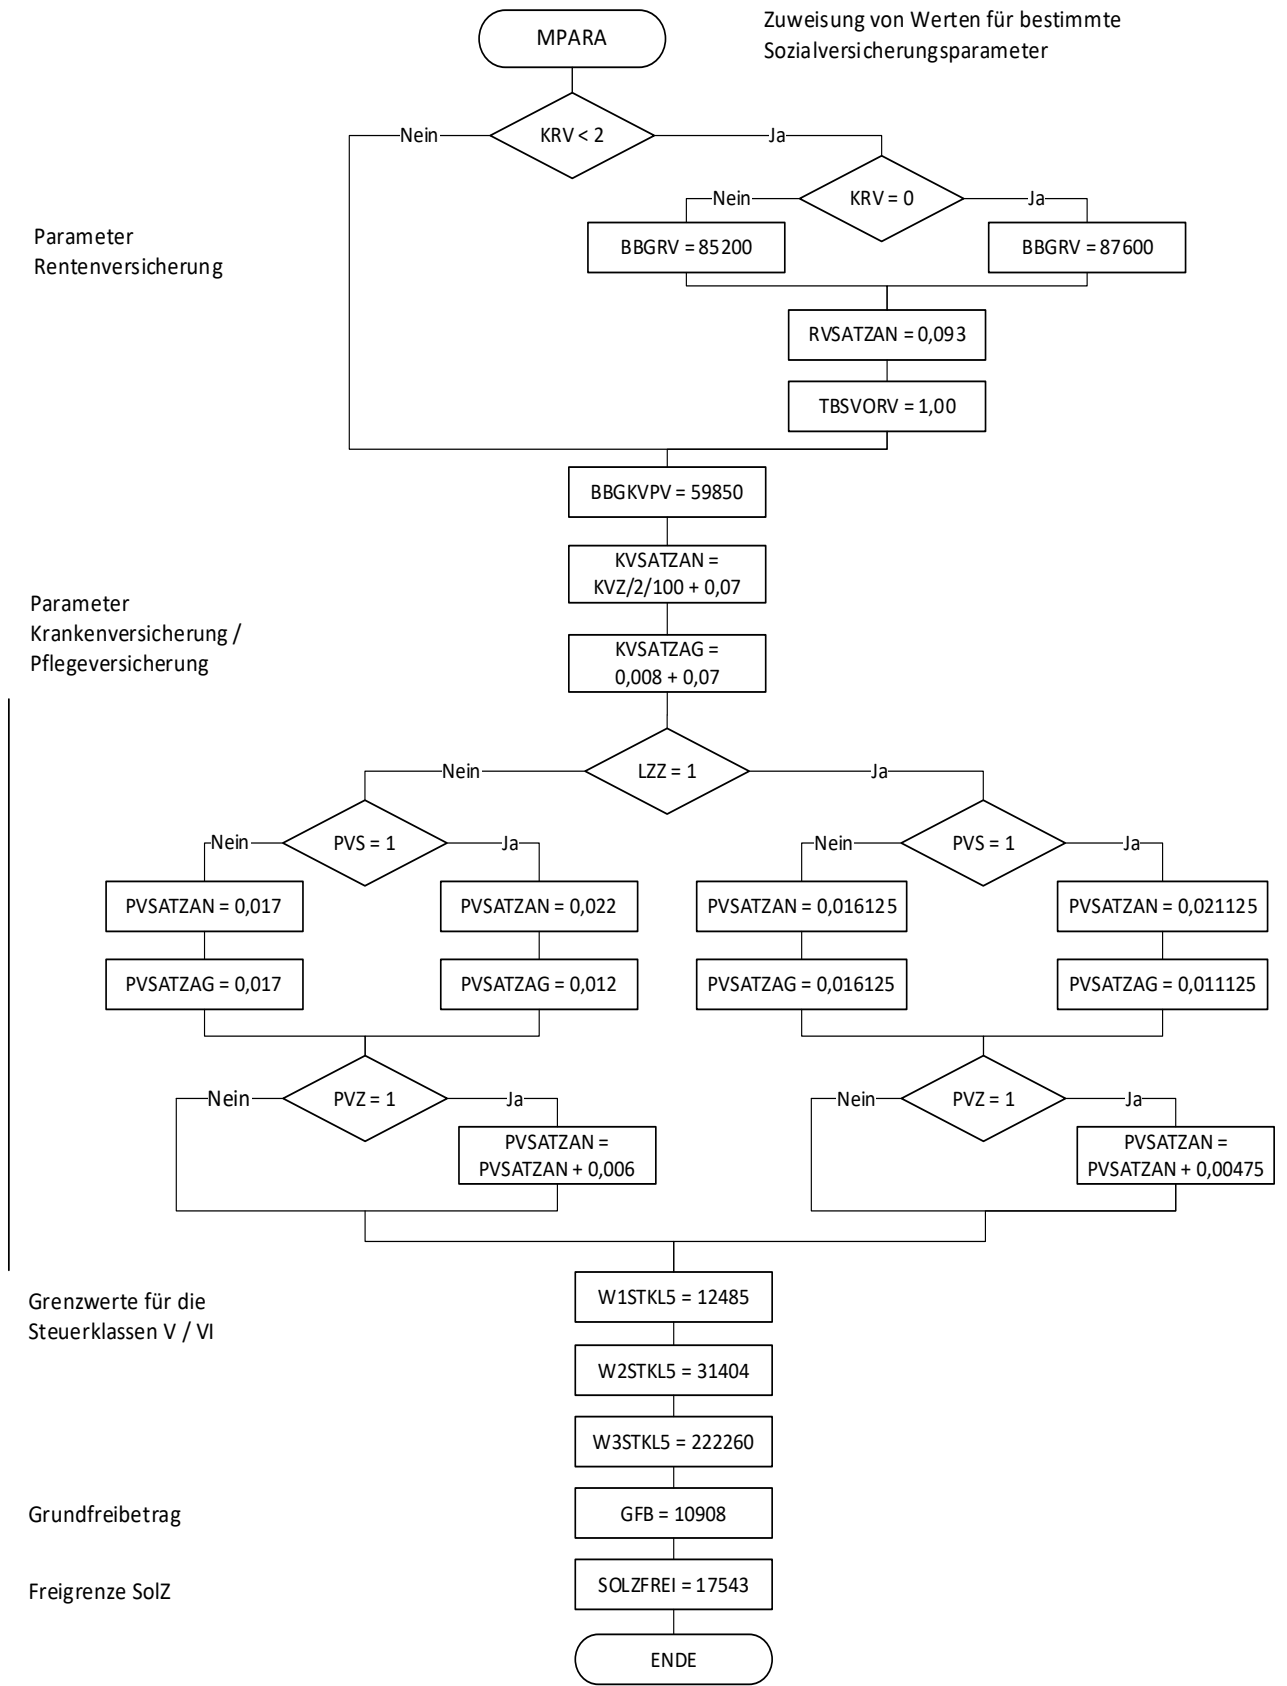 MPARA
Zuweisung von Werten für bestimmte
Sozialversicherungsparameter
Nein
KRV < 2
Ja
Nein
KRV = 0
Ja
Parameter
Rentenversicherung
BBGRV = 85200
BBGRV = 87600
RVSATZAN = 0,093
TBSVORV = 1,00
BBGKVPV = 59850
KVSATZAN =
KVZ/2/100 + 0,07
Parameter
Krankenversicherung /
Pflegeversicherung
KVSATZAG =
0,008 + 0,07
Nein
LZZ = 1
Ja
Nein
PVS = 1
Ja
Nein
PVS = 1
Ja
PVSATZAN = 0,017
PVSATZAN = 0,022
PVSATZAN = 0,016125
PVSATZAN = 0,021125
PVSATZAG = 0,017
PVSATZAG = 0,012
PVSATZAG = 0,016125
PVSATZAG = 0,011125
Nein
PVZ = 1
Ja
Nein
PVZ = 1
Ja
PVSATZAN =
PVSATZAN + 0,006
PVSATZAN =
PVSATZAN + 0,00475
Grenzwerte für die
Steuerklassen V / VI
W1STKL5 = 12485
W2STKL5 = 31404
W3STKL5 = 222260
Grundfreibetrag
GFB = 10908
Freigrenze SolZ
SOLZFREI = 17543
ENDE